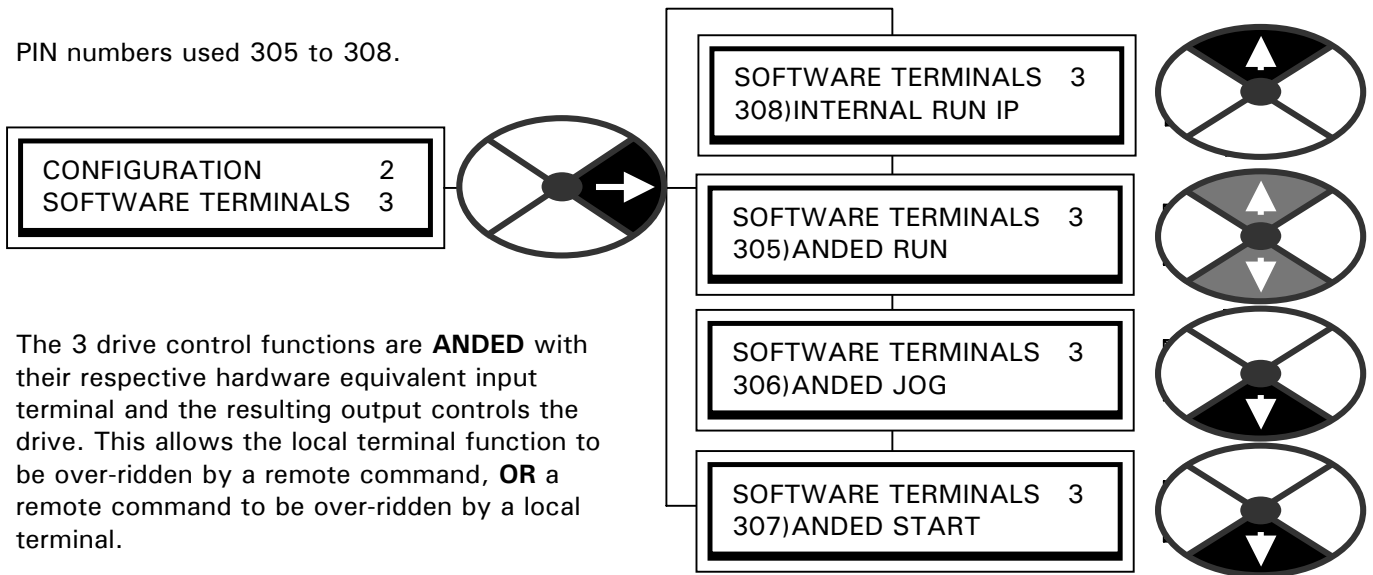 PIN numbers used 305 to 308.
CONFIGURATION 2
SOFTWARE TERMINALS 3
The 3 drive control functions are ANDED with
their respective hardware equivalent input
terminal and the resulting output controls the
drive. This allows the local terminal function to
be over-ridden by a remote command, OR a
remote command to be over-ridden by a local
terminal.
SOFTWARE TERMINALS 3
308)INTERNAL RUN IP
SOFTWARE TERMINALS 3
305)ANDED RUN
SOFTWARE TERMINALS 3
306)ANDED JOG
SOFTWARE TERMINALS 3
307)ANDED START